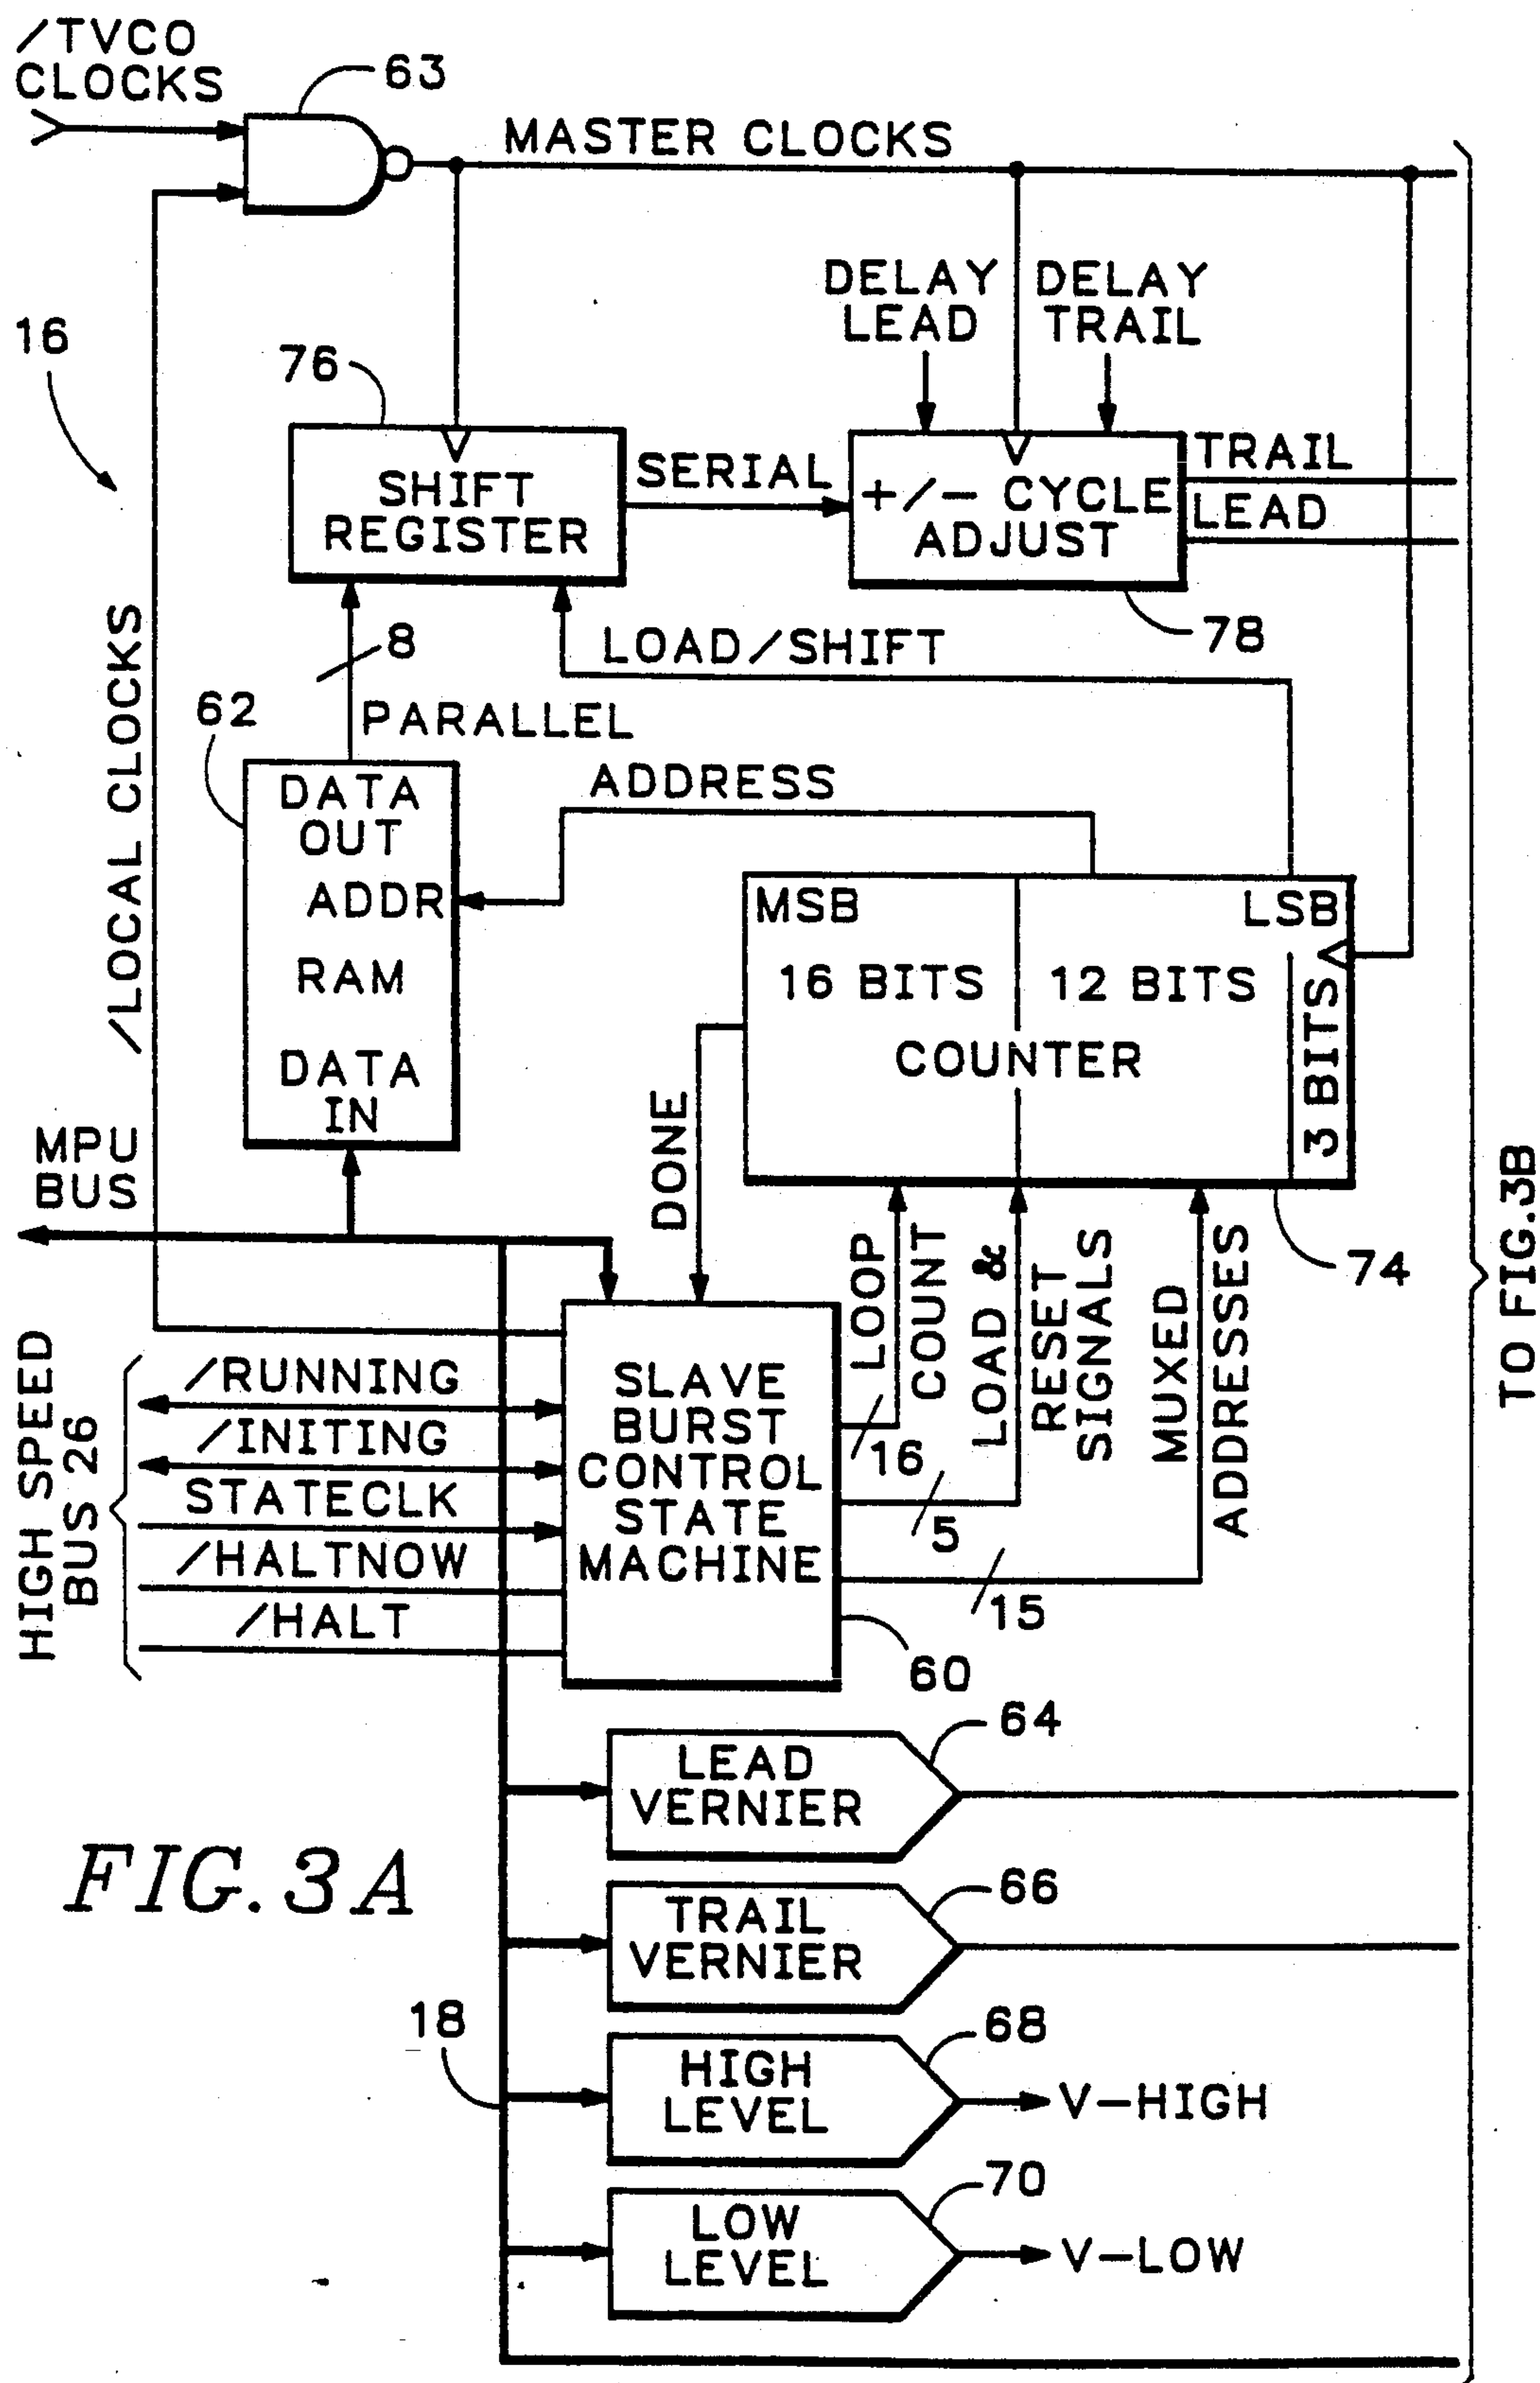 /TVCO
CLOCKS
63
MASTER CLOCKS
DELAY
LEAD
DELAY
TRAIL
16
76
SHIFT
REGISTER
SERIAL
+/- CYCLE
ADJUST
TRAIL
LEAD
78
8
LOAD/SHIFT
/LOCAL CLOCKS
62
PARALLEL
ADDRESS
DATA
OUT
ADDR
RAM
DATA
IN
MSB
LSB
16 BITS
12 BITS
3 BITS
COUNTER
MPU
BUS
DONE
LOOP
COUNT
LOAD &
RESET
SIGNALS
MUXED
ADDRESSES
74
TO FIG.3B
HIGH SPEED
BUS 26
/RUNNING
/INITING
STATECLK
/HALTNOW
/HALT
SLAVE
BURST
CONTROL
STATE
MACHINE
16
5
15
60
LEAD
VERNIER
64
TRAIL
VERNIER
66
FIG. 3A
18
HIGH
LEVEL
68
V-HIGH
LOW
LEVEL
70
V-LOW